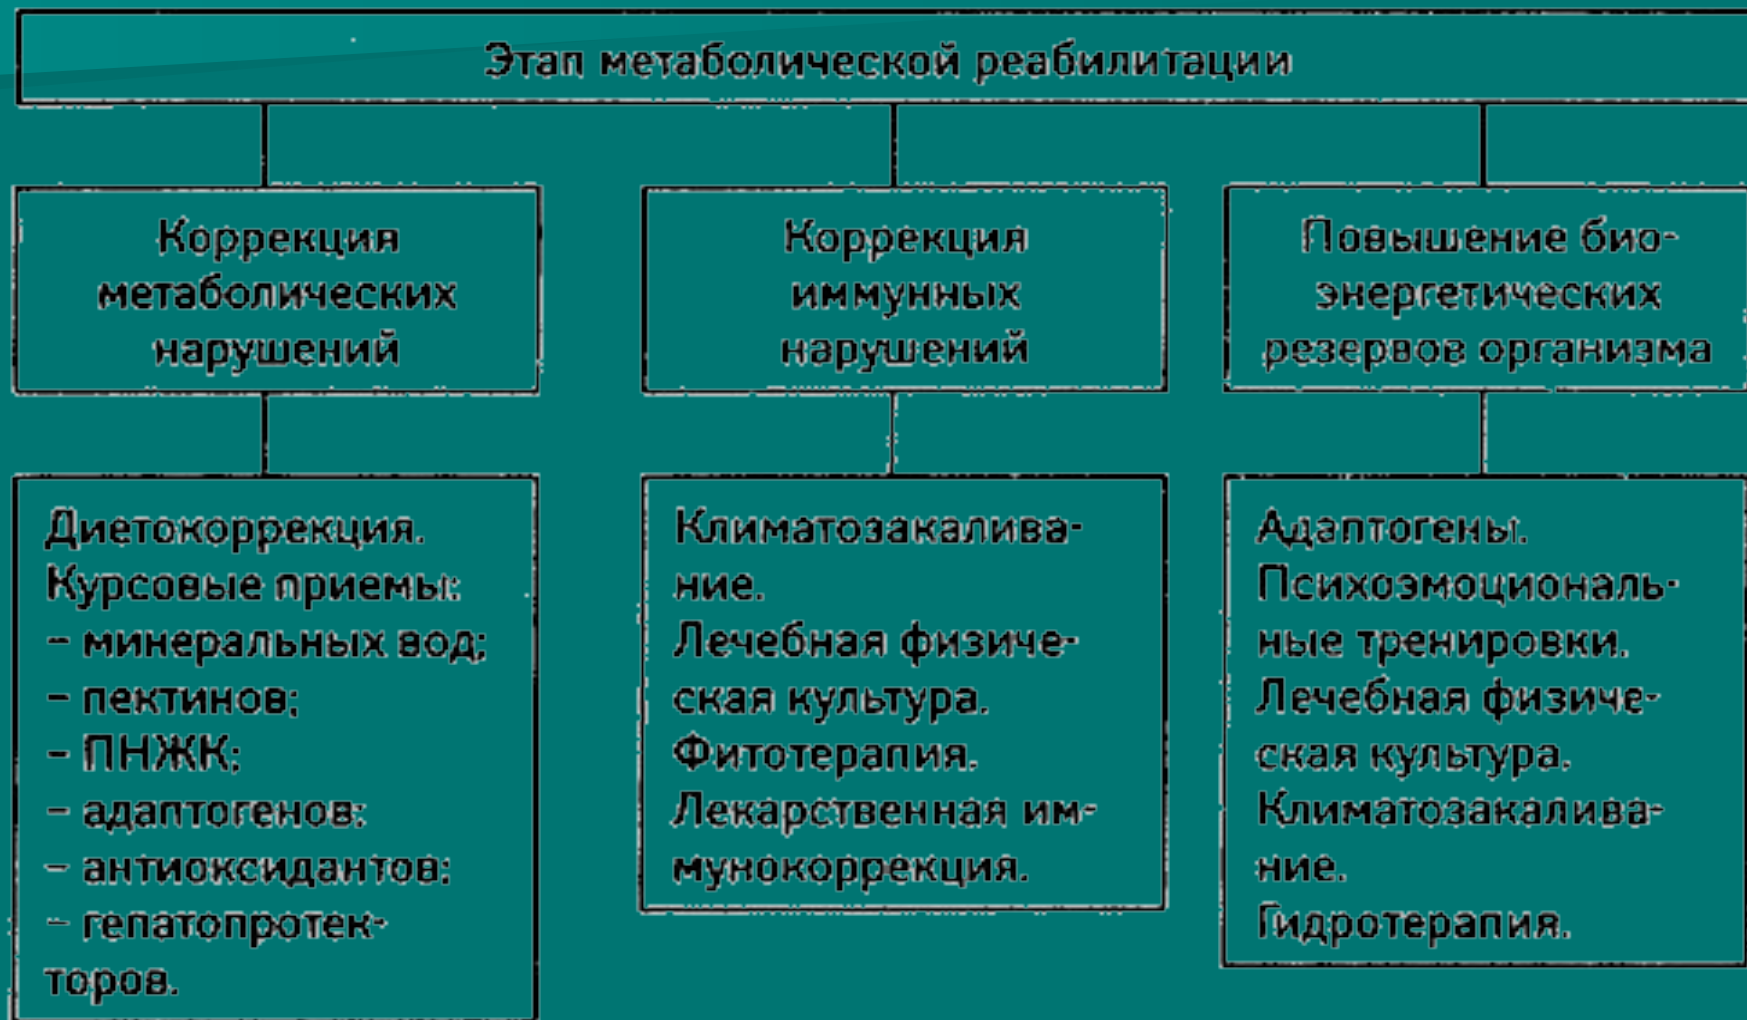 Этап метаболической реабилитации
Коррекция
метаболических
нарушений
Коррекция
иммунных
нарушений
Повышение био-
энергетических
резервов организма
Диетокоррекция.
Курсовые приемы:
– минеральных вод;
– пектинов;
– ПНЖК;
– адаптогенов;
– антиоксидантов;
– гепатопротек-
торов.
Климатозакалива-
ние.
Лечебная физиче-
ская культура.
Фитотерапия.
Лекарственная им-
мунокоррекция.
Адаптогены.
Психоэмоциональ-
ные тренировки.
Лечебная физиче-
ская культура.
Климатозакалива-
ние.
Гидротерапия.